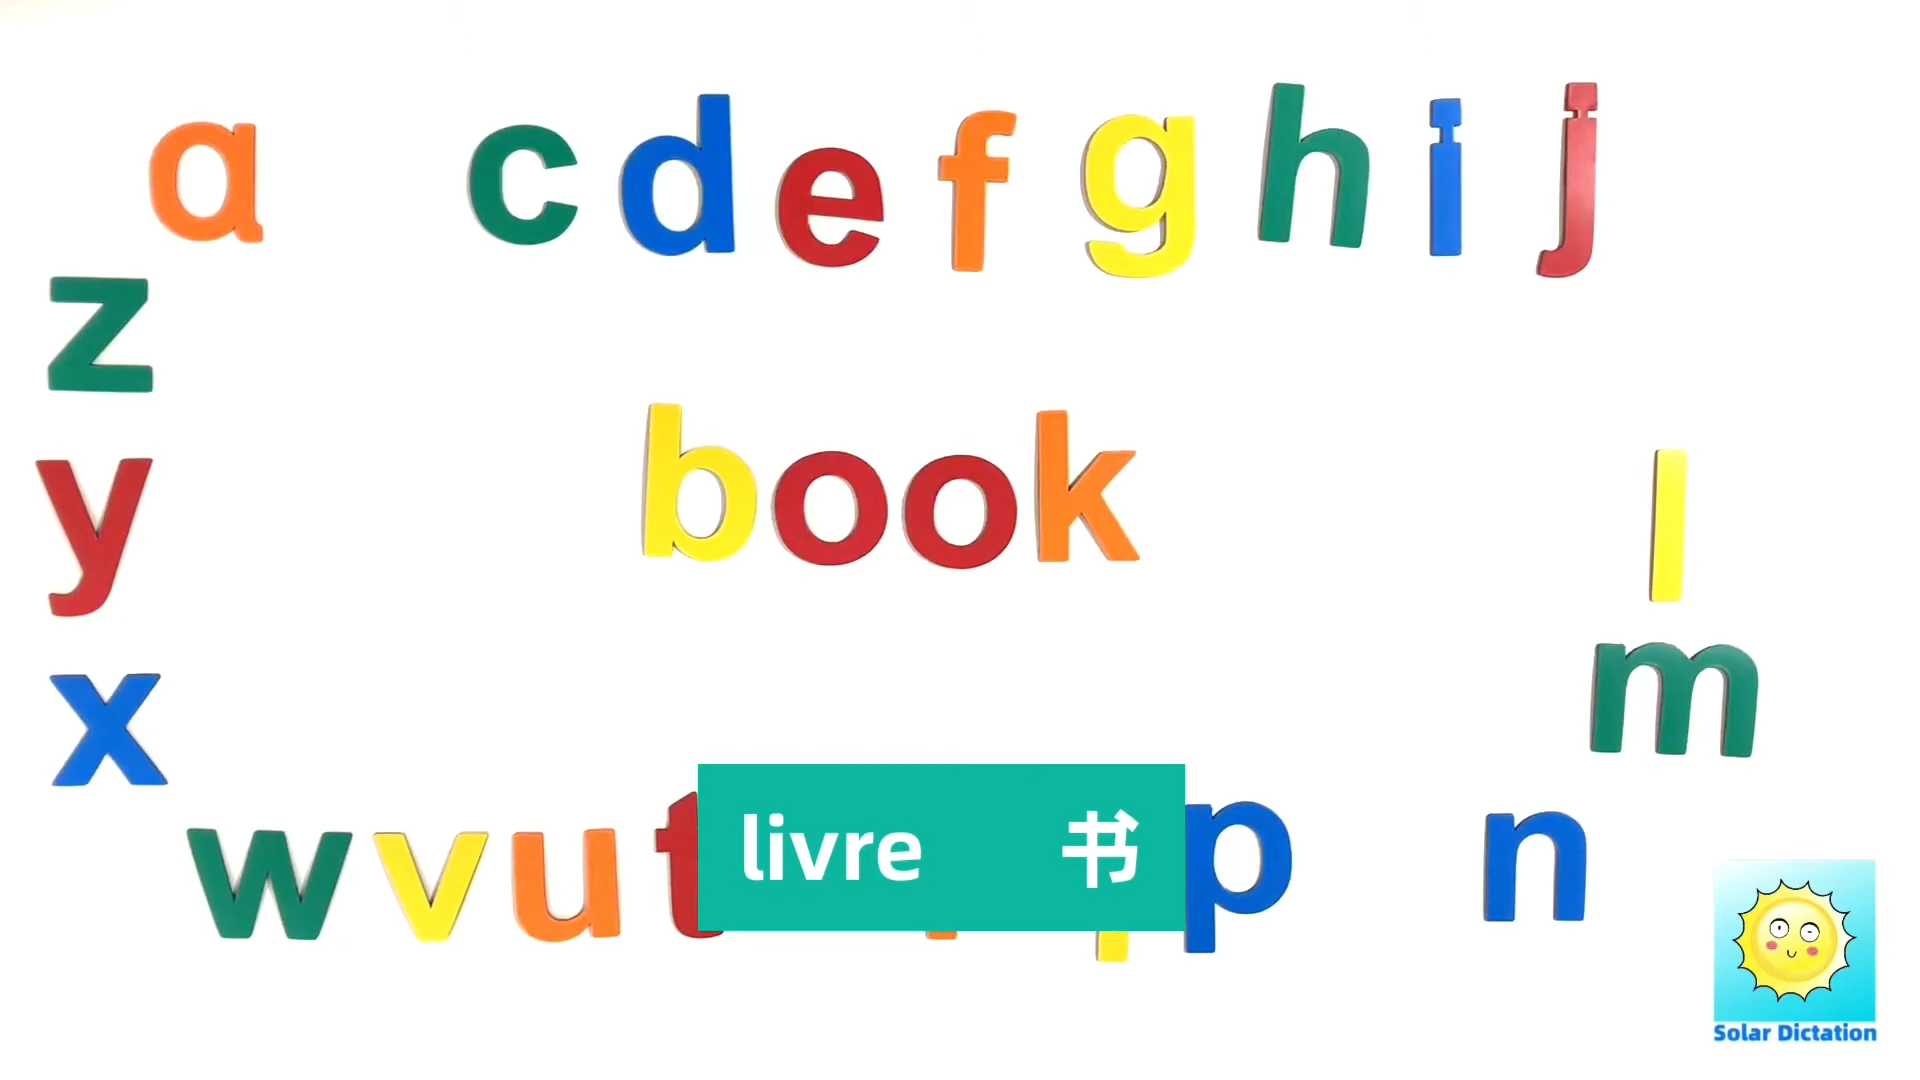 a c d e f g h i j
z
book
y l
x m
w v u t p n
livre 书
Solar Dictation